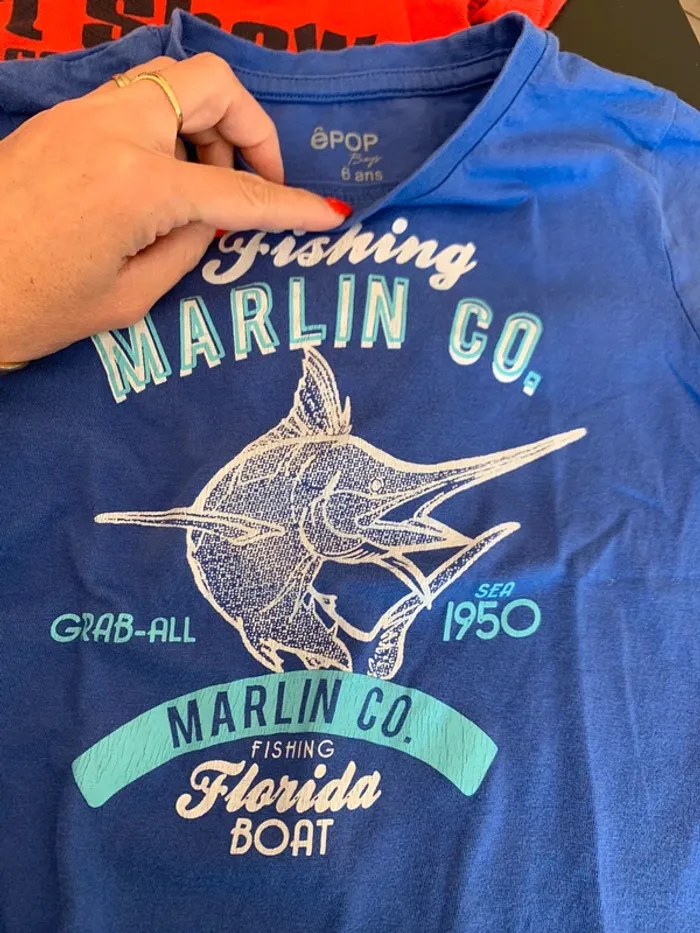 êPOP
Boys
6 ans
Fishing
MARLIN CO.
GRAB-ALL
SEA
1950
MARLIN CO.
FISHING
Florida
BOAT